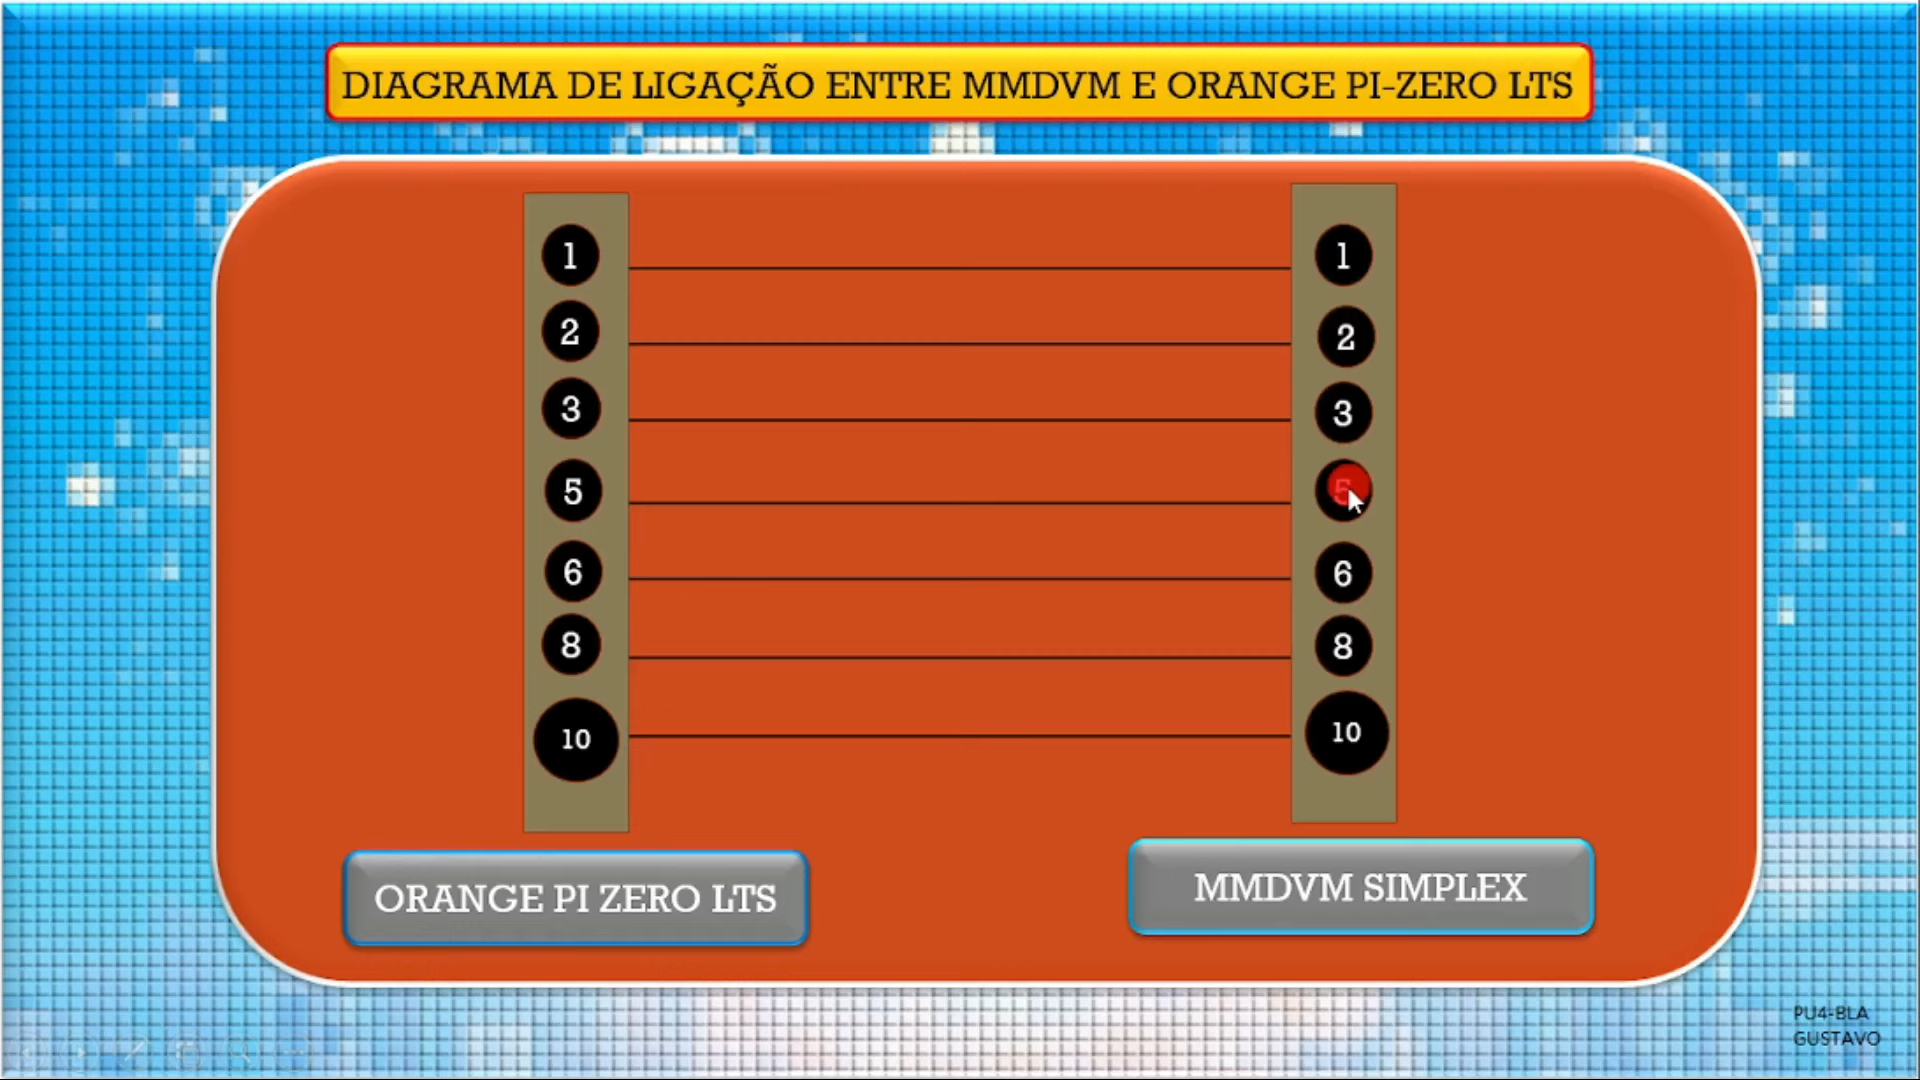 DIAGRAMA DE LIGAÇÃO ENTRE MMDVM E ORANGE PI-ZERO LTS
1 1
2 2
3 3
5 5
6 6
8 8
10 10
ORANGE PI ZERO LTS
MMDVM SIMPLEX
PU4-BLA
GUSTAVO